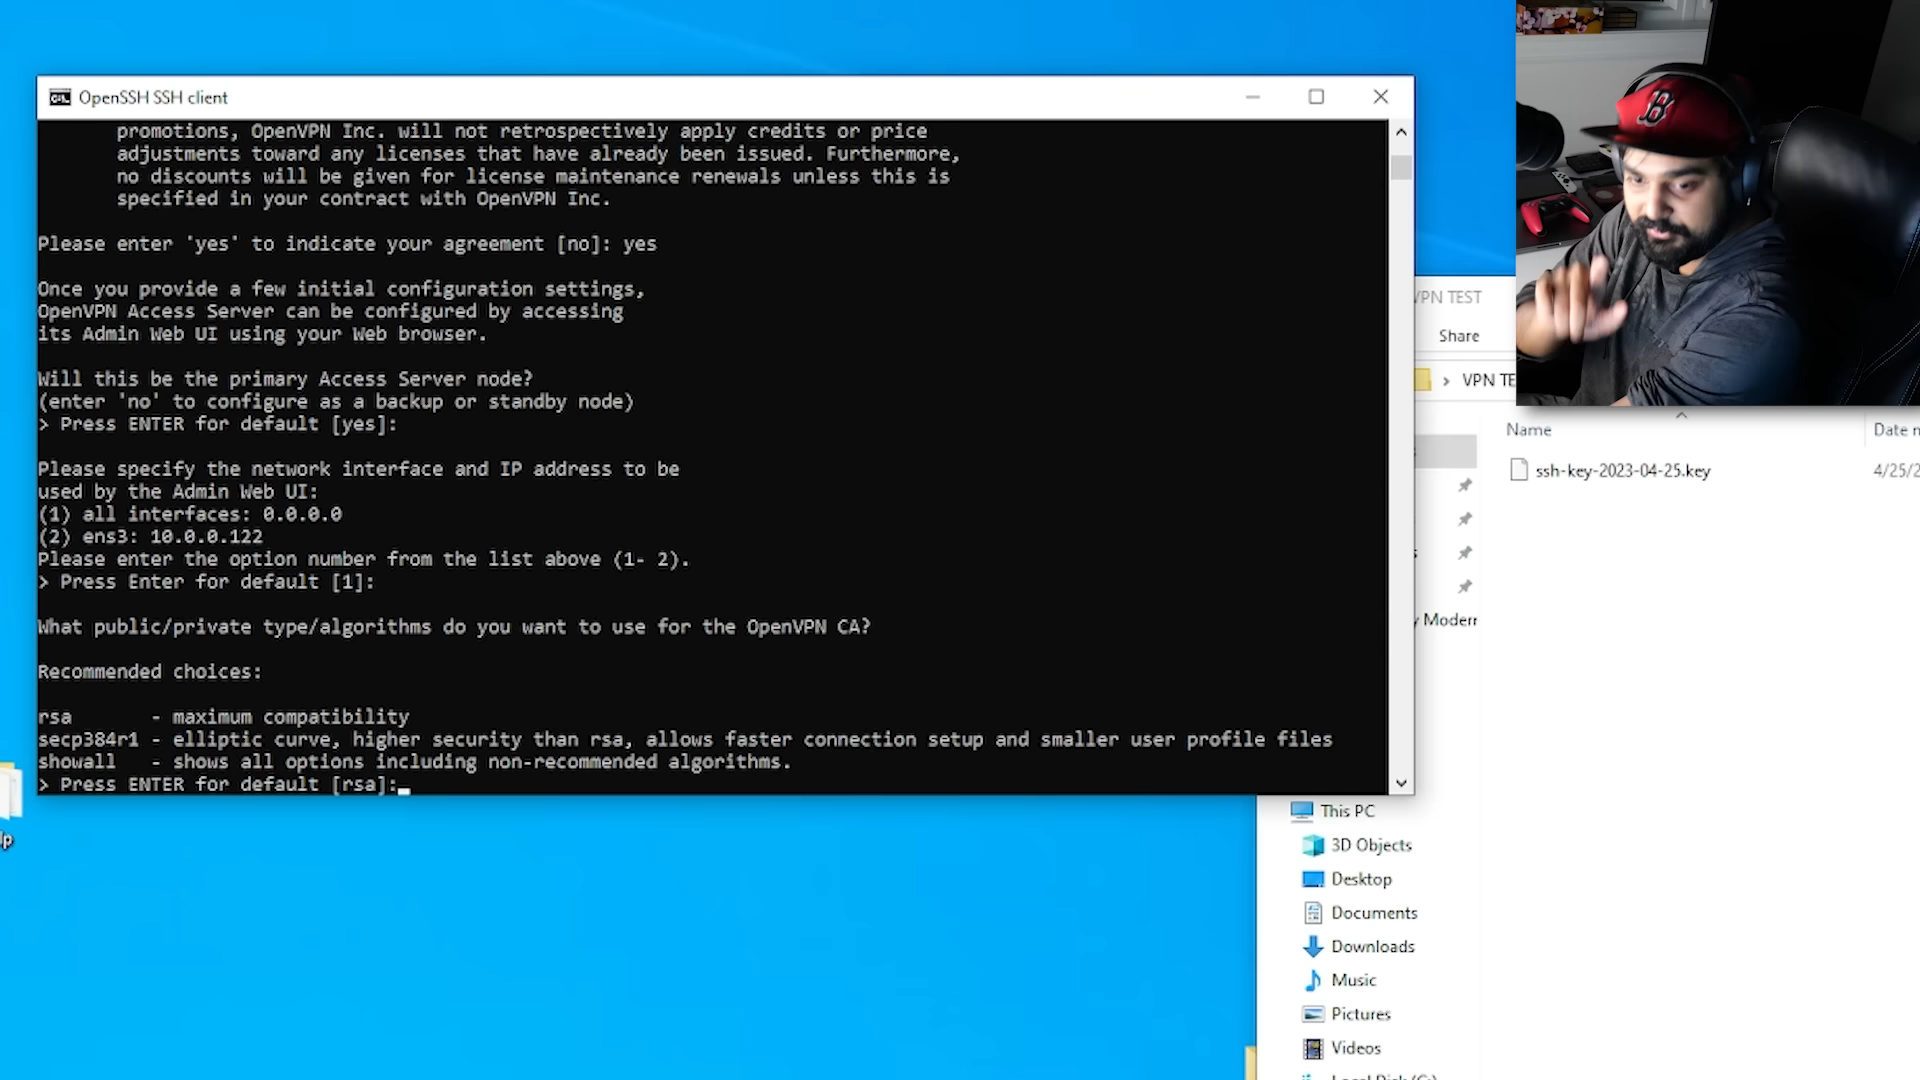 OpenSSH SSH client
promotions, OpenVPN Inc. will not retrospectively apply credits or price
adjustments toward any licenses that have already been issued. Furthermore,
no discounts will be given for license maintenance renewals unless this is
specified in your contract with OpenVPN Inc.
Please enter 'yes' to indicate your agreement [no]: yes
Once you provide a few initial configuration settings,
OpenVPN Access Server can be configured by accessing
its Admin Web UI using your Web browser.
Will this be the primary Access Server node?
(enter 'no' to configure as a backup or standby node)
> Press ENTER for default [yes]:
Please specify the network interface and IP address to be
used by the Admin Web UI:
(1) all interfaces: 0.0.0.0
(2) ens3: 10.0.0.122
Please enter the option number from the list above (1- 2).
> Press Enter for default [1]:
What public/private type/algorithms do you want to use for the OpenVPN CA?
Recommended choices:
rsa - maximum compatibility
secp384r1 - elliptic curve, higher security than rsa, allows faster connection setup and smaller user profile files
showall - shows all options including non-recommended algorithms.
> Press ENTER for default [rsa]:
B
VPN TEST
Share
> VPN TE
Name Date
ssh-key-2023-04-25.key 4/25/2
y Modern
This PC
3D Objects
Desktop
Documents
Downloads
Music
Pictures
Videos
lp